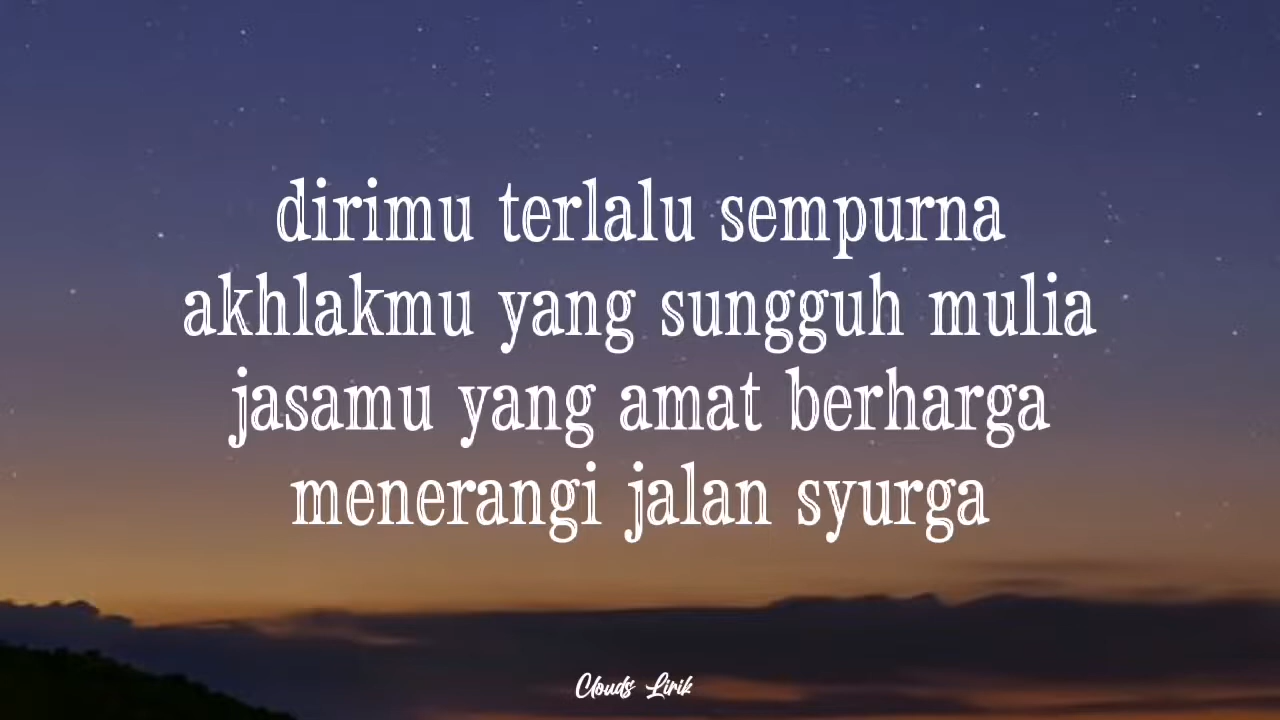 dirimu terlalu sempurna
akhlakmu yang sungguh mulia
jasamu yang amat berharga
menerangi jalan syurga
Clouds Lirik